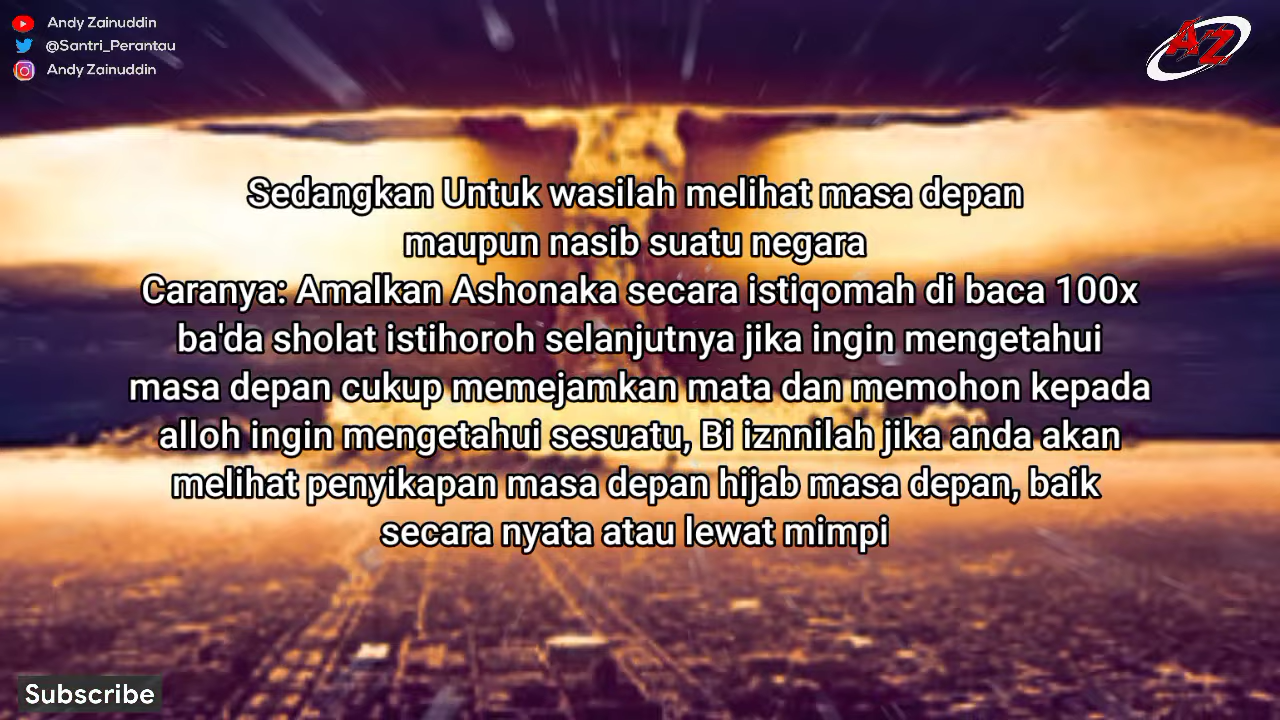 Andy Zainuddin
@Santri_Perantau
Andy Zainuddin
AZ
Sedangkan Untuk wasilah melihat masa depan
maupun nasib suatu negara
Caranya: Amalkan Ashonaka secara istiqomah di baca 100x
ba'da sholat istihoroh selanjutnya jika ingin mengetahui
masa depan cukup memejamkan mata dan memohon kepada
alloh ingin mengetahui sesuatu, Bi iznnilah jika anda akan
melihat penyikapan masa depan hijab masa depan, baik
secara nyata atau lewat mimpi
Subscribe